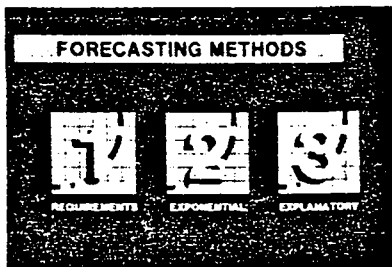 FORECASTING METHODS
1 2 3
REQUIREMENTS EXPONENTIAL EXPLANATORY